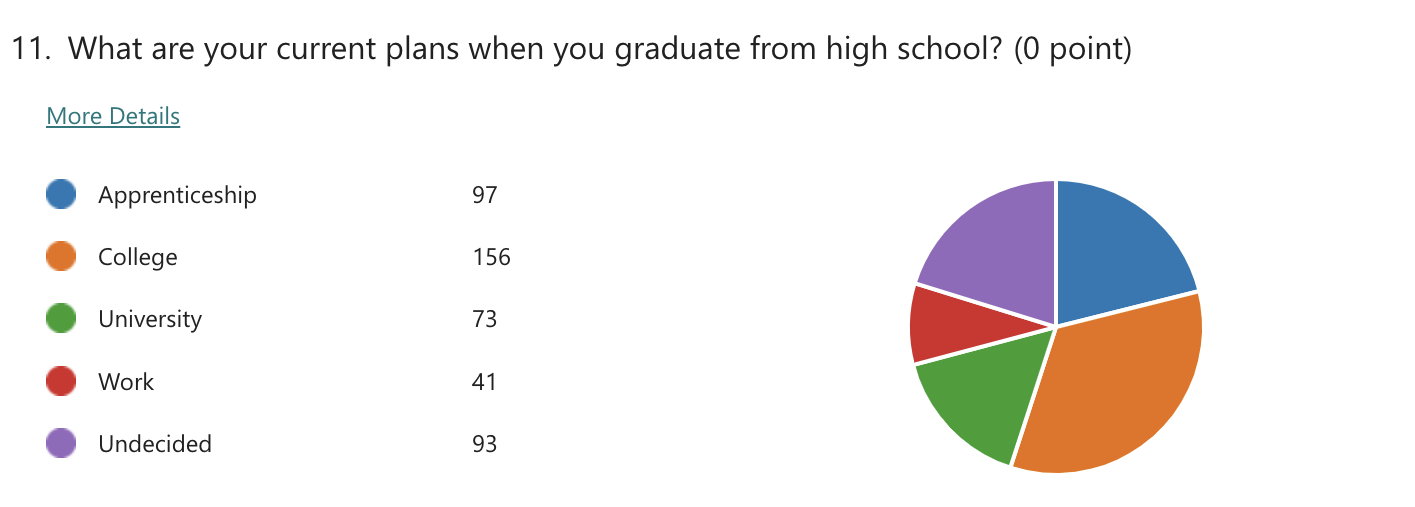 11. What are your current plans when you graduate from high school? (0 point)
More Details
Apprenticeship 97
College 156
University 73
Work 41
Undecided 93